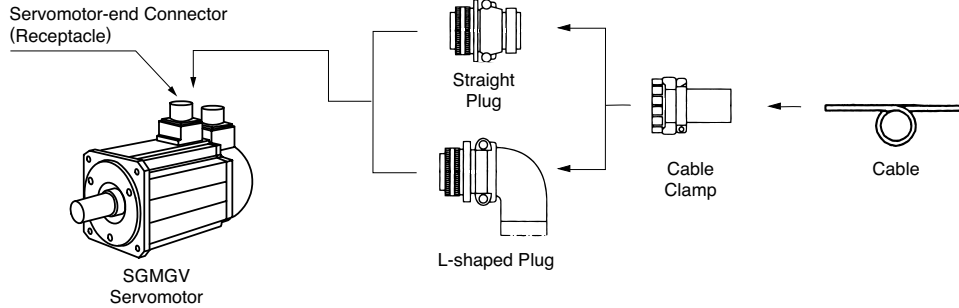 Servomotor-end Connector
(Receptacle)
Straight
Plug
Cable
Clamp
Cable
L-shaped Plug
SGMGV
Servomotor